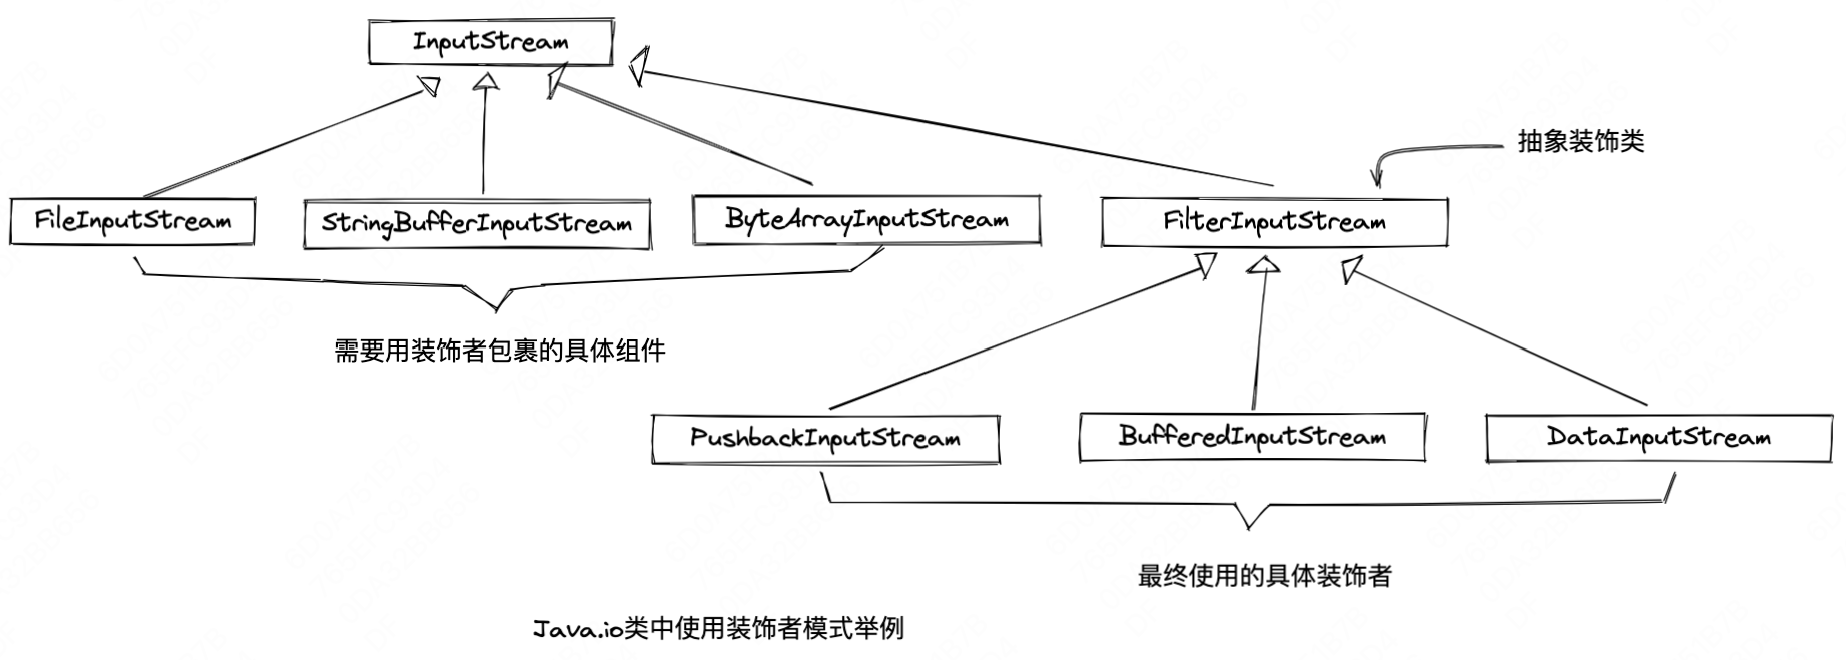 InputStream
抽象装饰类
FileInputStream
StringBufferInputStream
ByteArrayInputStream
FilterInputStream
需要用装饰者包裹的具体组件
PushbackInputStream
BufferedInputStream
DataInputStream
最终使用的具体装饰者
Java.io类中使用装饰者模式举例